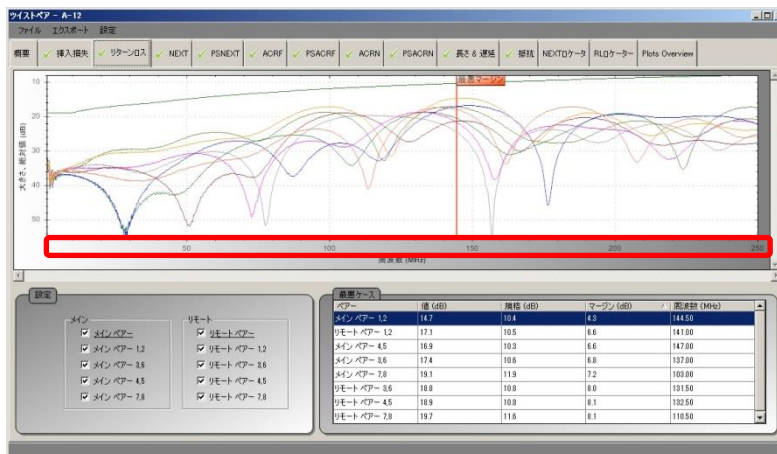 ツイストペア - A-12
ファイル エクスポート 設定
概要 挿入損失 リターンロス NEXT PSNEXT ACRF PSACRF ACRN PSACRN 長さ & 遅延 抵抗 NEXTロケータ RLロケーター Plots Overview
最悪マージン
大きさ、絶対値 (dB)
10
20
30
40
50
50 100 150 200 250
周波数 (MHz)
設定
メイン リモート
メイン ペアー リモート ペアー
メイン ペアー 1,2 リモート ペアー 1,2
メイン ペアー 3,6 リモート ペアー 3,6
メイン ペアー 4,5 リモート ペアー 4,5
メイン ペアー 7,8 リモート ペアー 7,8
最悪ケース
ペアー 値 (dB) 規格 (dB) マージン (dB) 周波数 (MHz)
メイン ペアー 1,2 14.7 10.4 4.3 144.50
リモート ペアー 1,2 17.1 10.5 6.6 141.00
メイン ペアー 4,5 16.9 10.3 6.6 147.00
メイン ペアー 3,6 17.4 10.6 6.8 137.00
メイン ペアー 7,8 19.1 11.9 7.2 103.00
リモート ペアー 3,6 18.8 10.8 8.0 131.50
リモート ペアー 4,5 18.9 10.8 8.1 132.50
リモート ペアー 7,8 19.7 11.6 8.1 110.50